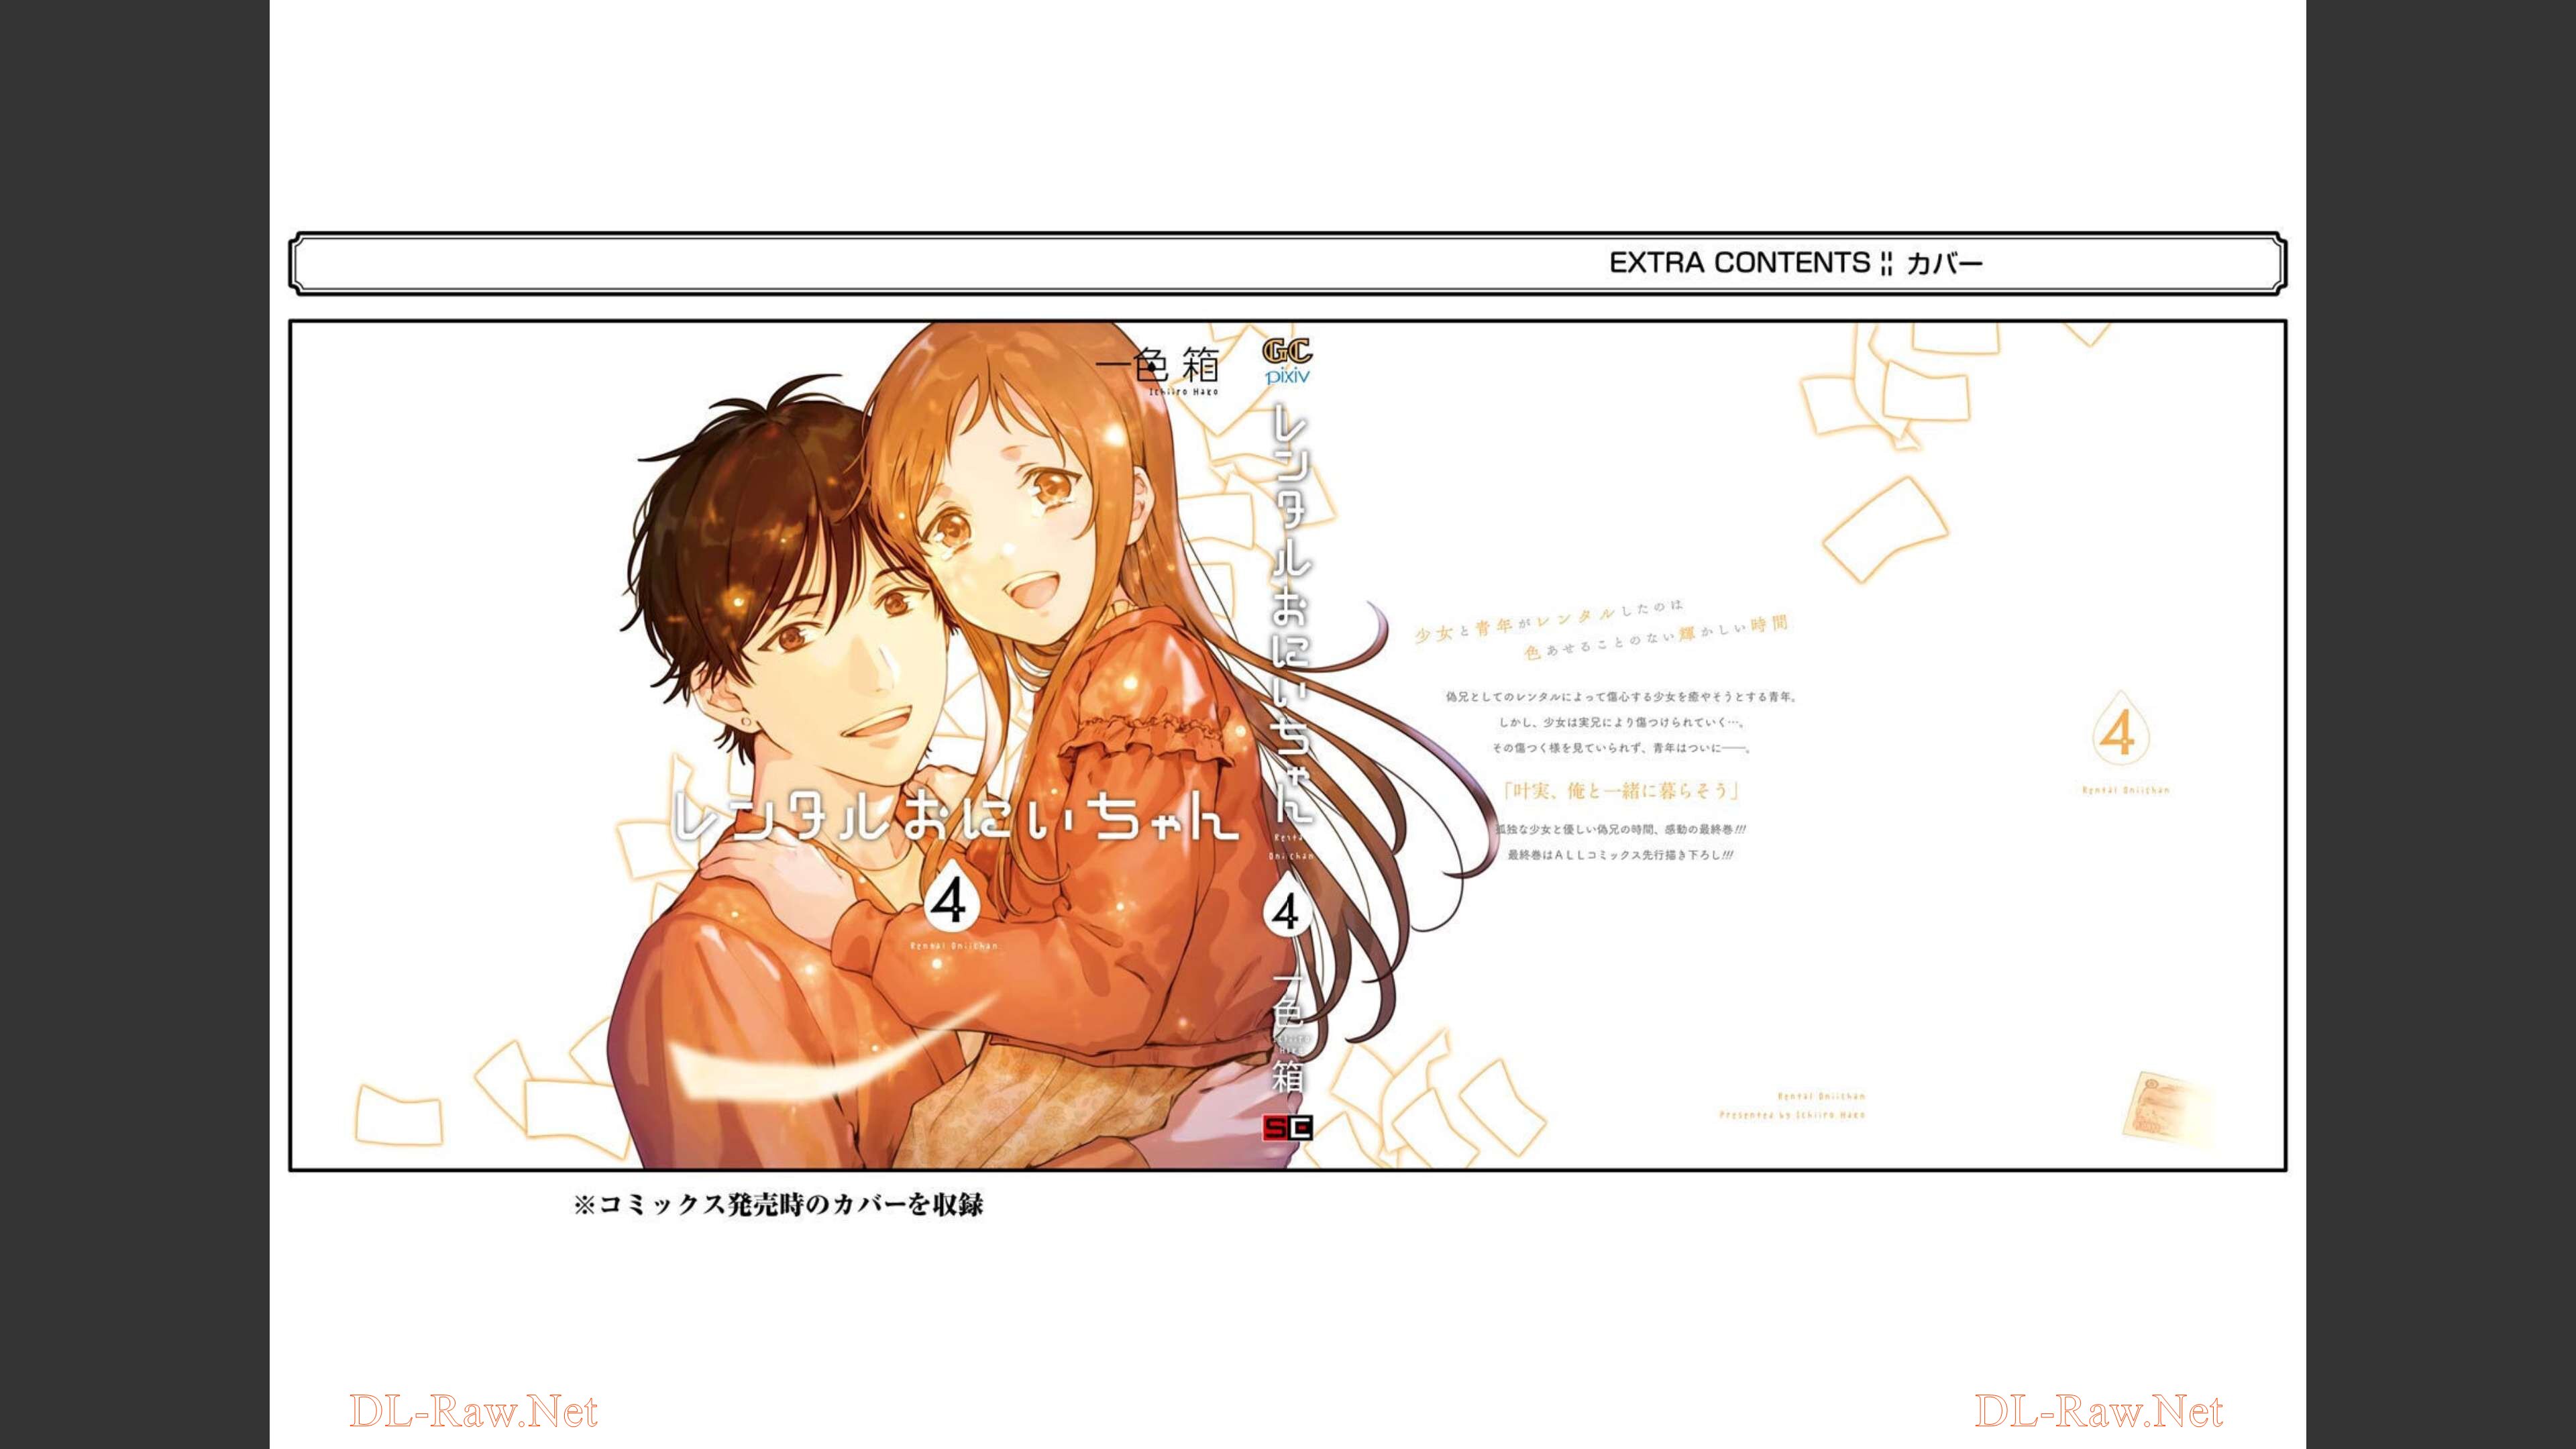 EXTRA CONTENTS :: カバー
一色 箱
Ichiiro Hako
レンタルおにいちゃん
4
Rental Oniichan
GC
pixiv
レンタルおにいちゃん
Rental
Oniichan
4
一色 箱
Ichiiro
Hako
SE
少女と青年がレンタルしたのは
色あせることのない輝かしい時間
偽兄としてのレンタルによって傷心する少女を癒やそうとする青年。
しかし、少女は実兄により傷つけられていく…。
その傷つく様を見ていられず、青年はついに――。
「叶実、俺と一緒に暮らそう」
孤独な少女と優しい偽兄の時間、感動の最終巻!!!
最終巻はALLコミックス先行描き下ろし!!!
Rental Oniichan
Presented by Ichiiro Hako
4
Rental Oniichan
※コミックス発売時のカバーを収録
DL-Raw.Net
DL-Raw.Net